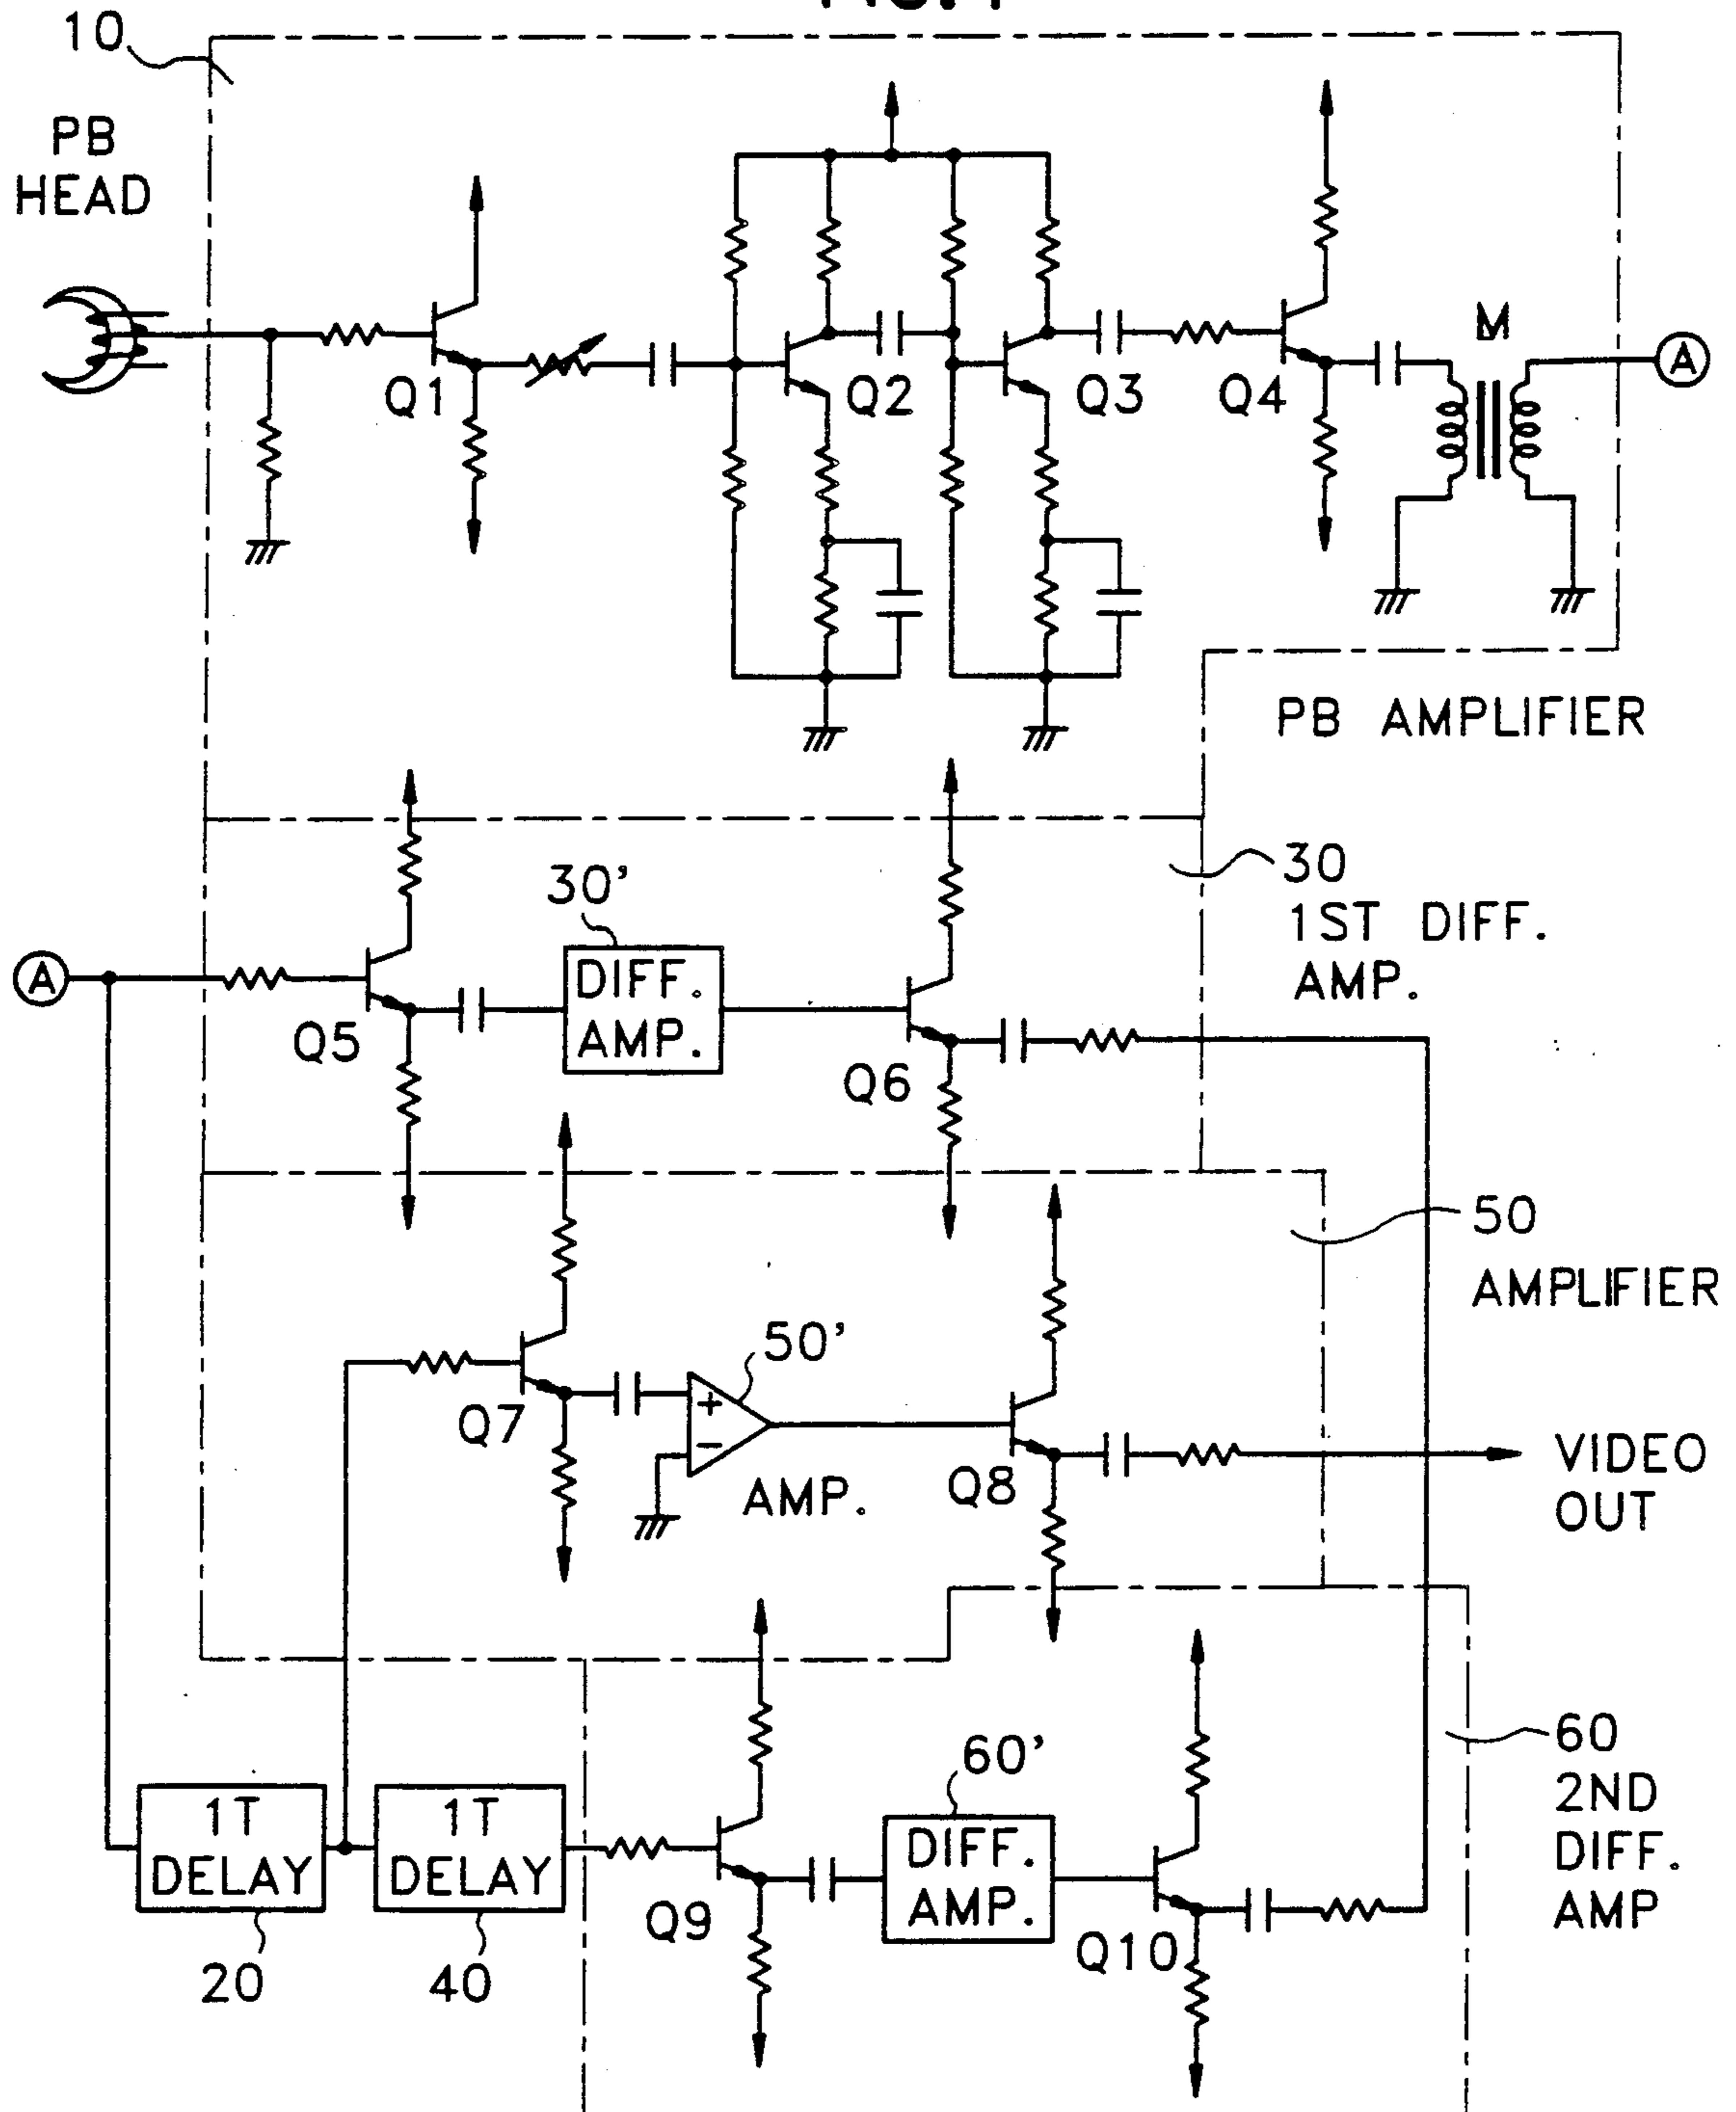 10
PB
HEAD
Q1
Q2
Q3
Q4
M
A
PB AMPLIFIER
30
1ST DIFF.
AMP.
30'
A
DIFF.
AMP.
Q5
Q6
50
AMPLIFIER
50'
+
−
AMP.
Q7
Q8
VIDEO
OUT
60
2ND
DIFF.
AMP
60'
1T
DELAY
1T
DELAY
DIFF.
AMP.
Q9
Q10
20
40